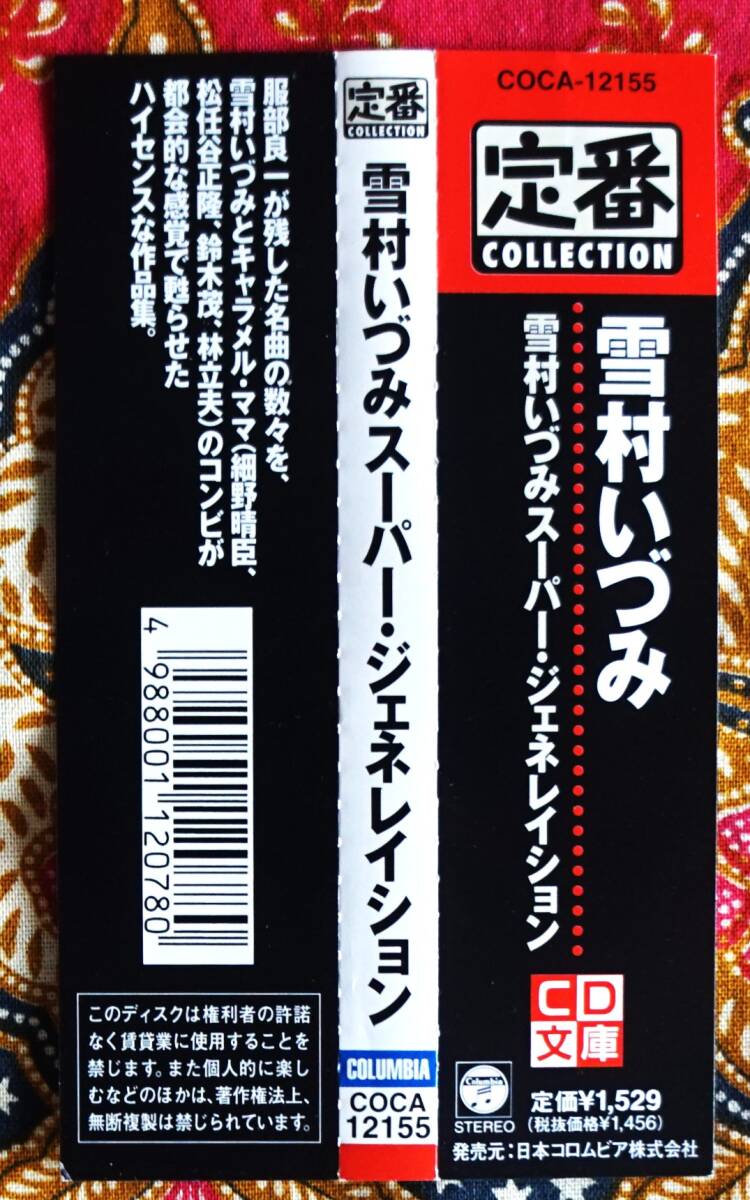 COCA-12155
定番
COLLECTION
雪村いづみ
雪村いづみスーパー・ジェネレイション
CD
文庫
Columbia
STEREO
定価¥1,529
(税抜価格¥1,456)
発売元:日本コロムビア株式会社
定番
COLLECTION
雪村いづみスーパー・ジェネレイション
COLUMBIA
COCA
12155
服部良一が残した名曲の数々を、
雪村いづみとキャラメル・ママ(細野晴臣、
松任谷正隆、鈴木茂、林立夫)のコンビが
都会的な感覚で甦らせた
ハイセンスな作品集。
4 988001 120780
このディスクは権利者の許諾
なく賃貸業に使用することを
禁じます。また個人的に楽し
むなどのほかは、著作権法上、
無断複製は禁じられています。